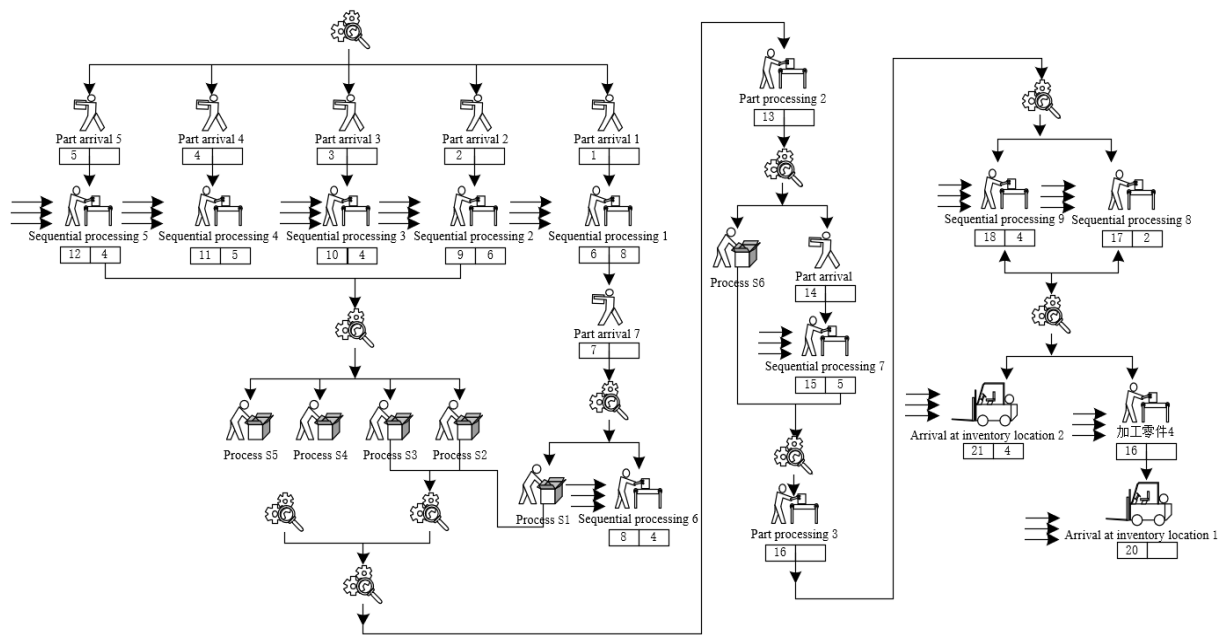 Part arrival 5
5
Part arrival 4
4
Part arrival 3
3
Part arrival 2
2
Part arrival 1
1
Sequential processing 5
12 4
Sequential processing 4
11 5
Sequential processing 3
10 4
Sequential processing 2
9 6
Sequential processing 1
6 8
Part arrival 7
7
Process S5
Process S4
Process S3
Process S2
Process S1
Sequential processing 6
8 4
Part processing 2
13
Process S6
Part arrival
14
Sequential processing 7
15 5
Part processing 3
16
Sequential processing 9
18 4
Sequential processing 8
17 2
Arrival at inventory location 2
21 4
加工零件4
16
Arrival at inventory location 1
20